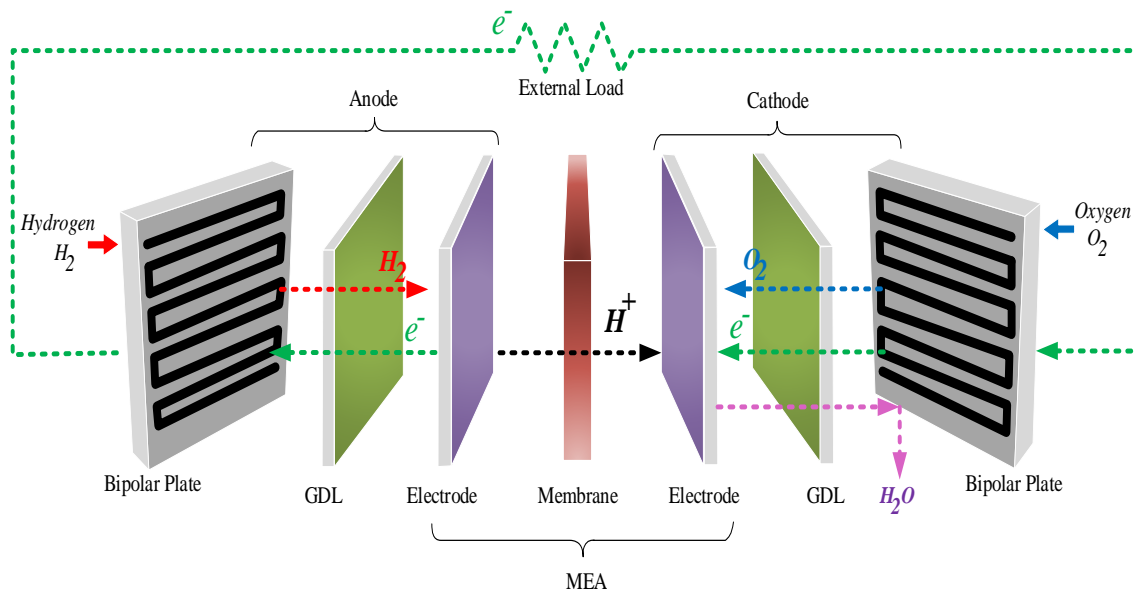 e-
External Load
Anode
Cathode
Hydrogen
H2
Oxygen
O2
H2
O2
H+
e-
e-
Bipolar Plate
GDL
Electrode
Membrane
Electrode
GDL
H2O
Bipolar Plate
MEA